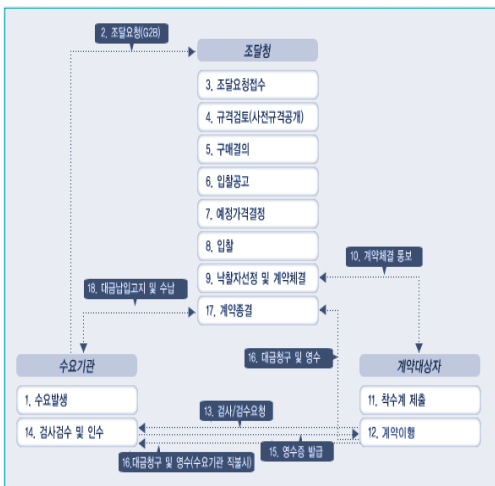 2. 조달요청(G2B)
조달청
3. 조달요청접수
4. 규격검토(사전규격공개)
5. 구매결의
6. 입찰공고
7. 예정가격결정
8. 입찰
10. 계약체결 통보
9. 낙찰자선정 및 계약체결
18. 대금납입고지 및 수납
17. 계약종결
16. 대금청구 및 영수
수요기관
계약대상자
1. 수요발생
11. 착수계 제출
13. 검사/검수요청
14. 검사검수 및 인수
12. 계약이행
15. 영수증 발급
16.대금청구 및 영수(수요기관 직불시)